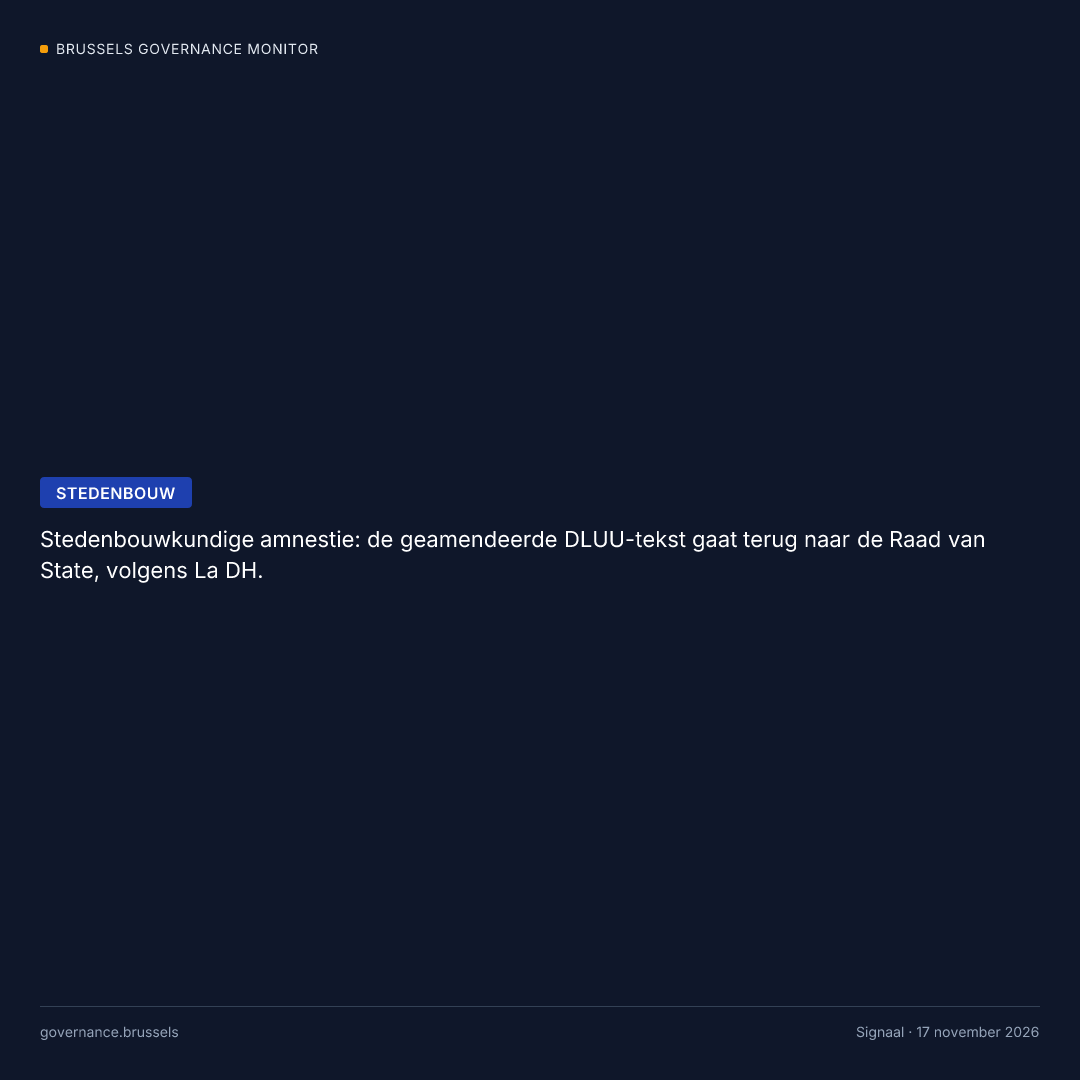 BRUSSELS GOVERNANCE MONITOR
STEDENBOUW
Stedenbouwkundige amnestie: de geamendeerde DLUU-tekst gaat terug naar de Raad van
State, volgens La DH.
governance.brussels
Signaal · 17 november 2026